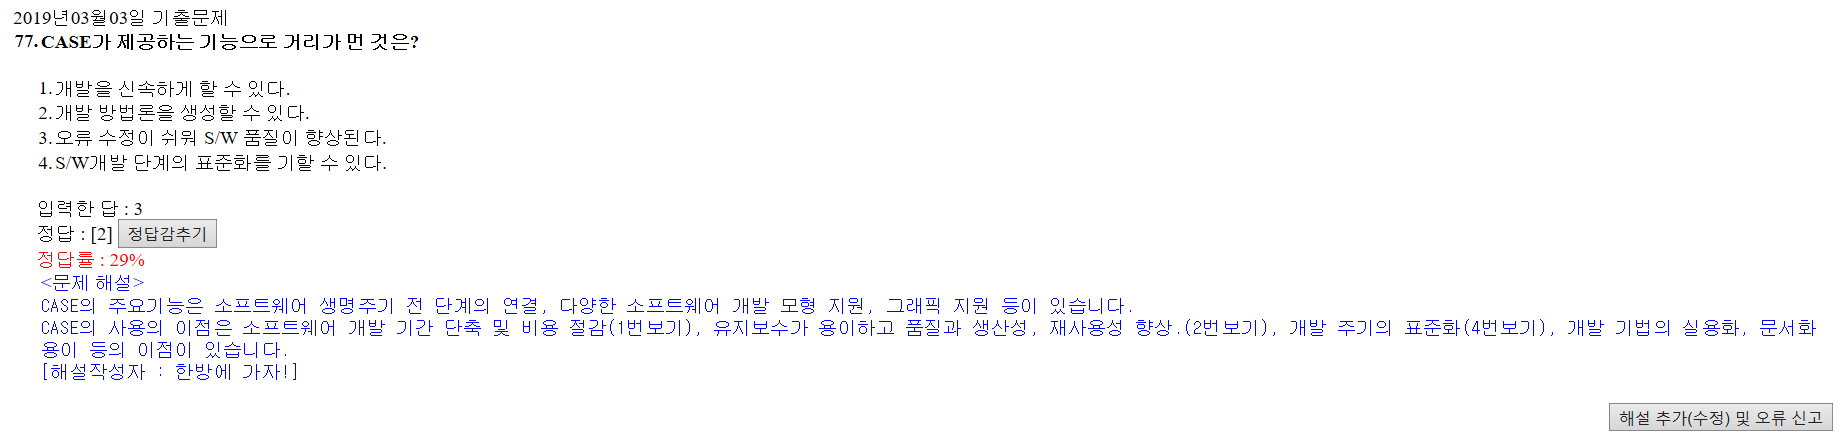 2019년03월03일 기출문제
77. CASE가 제공하는 기능으로 거리가 먼 것은?
1. 개발을 신속하게 할 수 있다.
2. 개발 방법론을 생성할 수 있다.
3. 오류 수정이 쉬워 S/W 품질이 향상된다.
4. S/W개발 단계의 표준화를 기할 수 있다.
입력한 답 : 3
정답 : [2] 정답감추기
정답률 : 29%
<문제 해설>
CASE의 주요기능은 소프트웨어 생명주기 전 단계의 연결, 다양한 소프트웨어 개발 모형 지원, 그래픽 지원 등이 있습니다.
CASE의 사용의 이점은 소프트웨어 개발 기간 단축 및 비용 절감(1번보기), 유지보수가 용이하고 품질과 생산성, 재사용성 향상.(2번보기), 개발 주기의 표준화(4번보기), 개발 기법의 실용화, 문서화
용이 등의 이점이 있습니다.
[해설작성자 : 한방에 가자!]
해설 추가(수정) 및 오류 신고